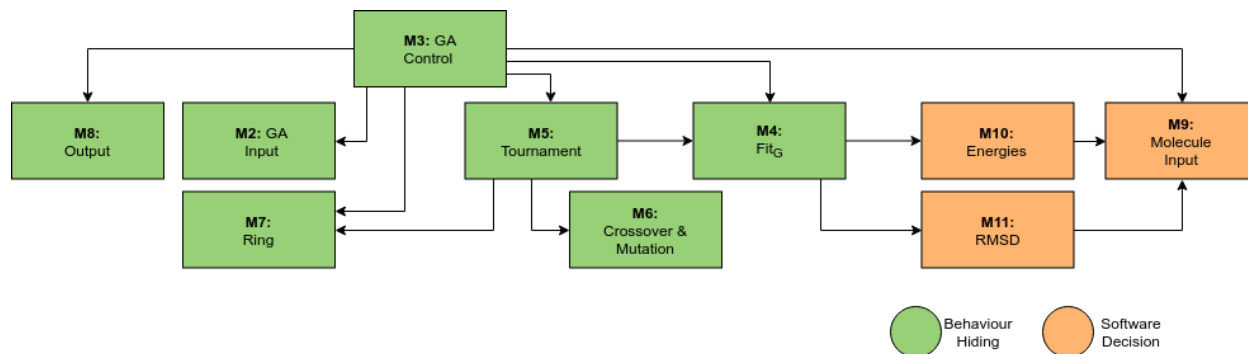 M3: GA
Control
M8:
Output
M2: GA
Input
M5:
Tournament
M4:
FitG
M10:
Energies
M9:
Molecule
Input
M7:
Ring
M6:
Crossover &
Mutation
M11:
RMSD
Behaviour
Hiding
Software
Decision